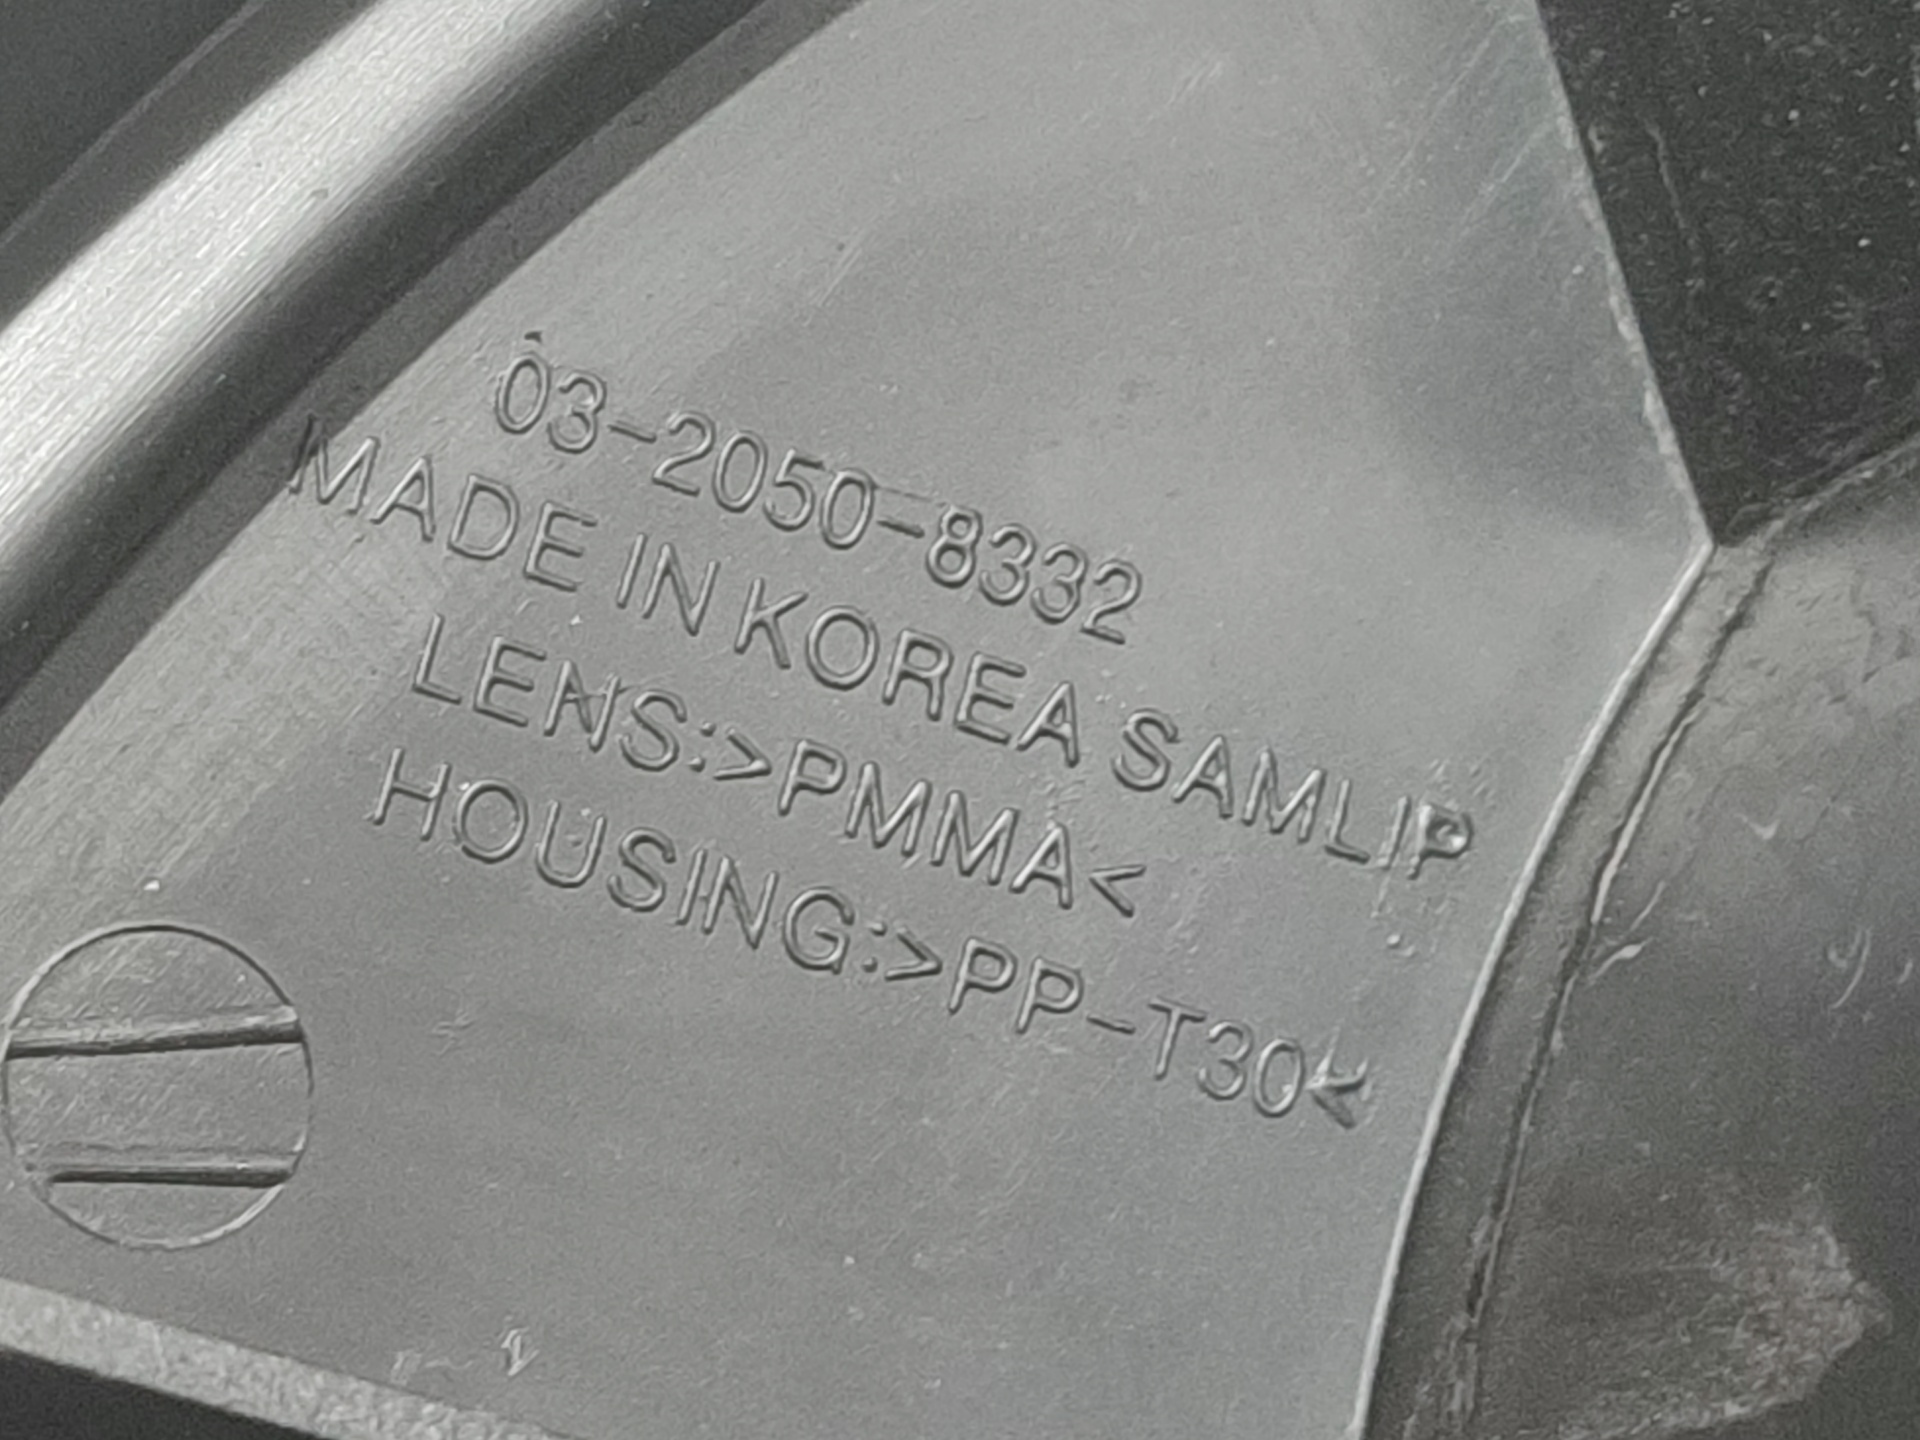 03-2050-8332
MADE IN KOREA SAMLIP
LENS:>PMMA<
HOUSING:>PP-T30<